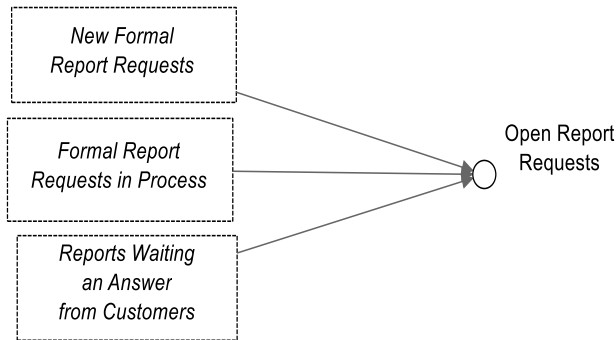 New Formal
Report Requests
Formal Report
Requests in Process
Reports Waiting
an Answer
from Customers
Open Report
Requests